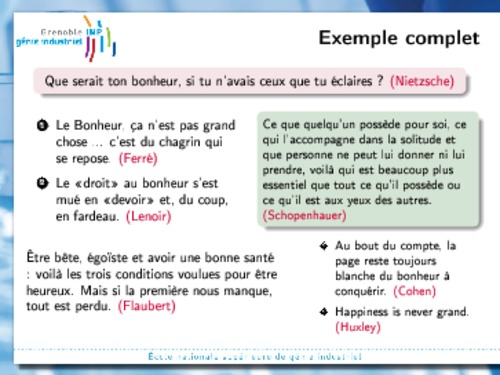 Grenoble INP
génie industriel
Exemple complet
Que serait ton bonheur, si tu n'avais ceux que tu éclaires ? (Nietzsche)
1 Le Bonheur, ça n'est pas grand
chose ... c'est du chagrin qui
se repose. (Ferré)
2 Le «droit» au bonheur s'est
mué en «devoir» et, du coup,
en fardeau. (Lenoir)
Être bête, égoïste et avoir une bonne santé
: voilà les trois conditions voulues pour être
heureux. Mais si la première nous manque,
tout est perdu. (Flaubert)
Ce que quelqu'un possède pour soi, ce
qui l'accompagne dans la solitude et
que personne ne peut lui donner ni lui
prendre, voilà qui est beaucoup plus
essentiel que tout ce qu'il possède ou
ce qu'il est aux yeux des autres.
(Schopenhauer)
Au bout du compte, la
page reste toujours
blanche du bonheur à
conquérir. (Cohen)
Happiness is never grand.
(Huxley)
École nationale supérieure de génie industriel